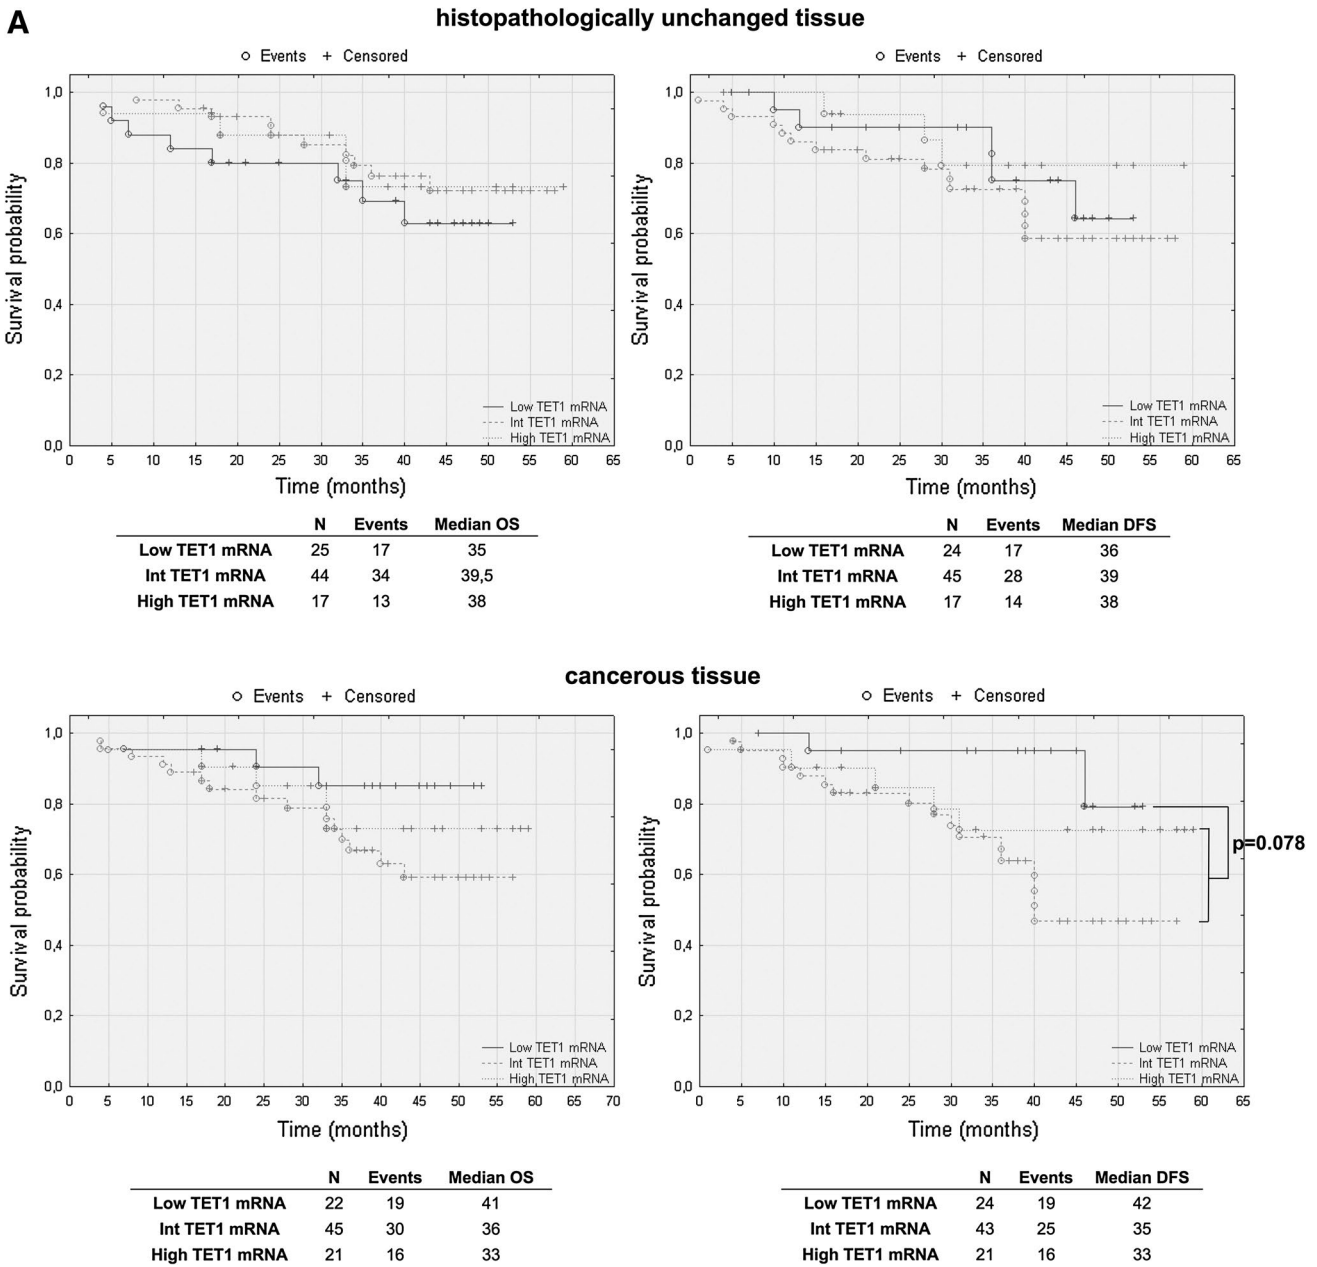 A
histopathologically unchanged tissue
Events + Censored
Events + Censored
1,0
0,8
0,6
0,4
0,2
0,0
Survival probability
Low TET1 mRNA
Int TET1 mRNA
High TET1 mRNA
0 5 10 15 20 25 30 35 40 45 50 55 60 65
Time (months)
1,0
0,8
0,6
0,4
0,2
0,0
Survival probability
Low TET1 mRNA
Int TET1 mRNA
High TET1 mRNA
0 5 10 15 20 25 30 35 40 45 50 55 60 65
Time (months)
N Events Median OS
Low TET1 mRNA 25 17 35
Int TET1 mRNA 44 34 39,5
High TET1 mRNA 17 13 38
N Events Median DFS
Low TET1 mRNA 24 17 36
Int TET1 mRNA 45 28 39
High TET1 mRNA 17 14 38
cancerous tissue
Events + Censored
Events + Censored
1,0
0,8
0,6
0,4
0,2
0,0
Survival probability
Low TET1 mRNA
Int TET1 mRNA
High TET1 mRNA
0 5 10 15 20 25 30 35 40 45 50 55 60 65 70
Time (months)
1,0
0,8
0,6
0,4
0,2
0,0
Survival probability
p=0.078
Low TET1 mRNA
Int TET1 mRNA
High TET1 mRNA
0 5 10 15 20 25 30 35 40 45 50 55 60 65
Time (months)
N Events Median OS
Low TET1 mRNA 22 19 41
Int TET1 mRNA 45 30 36
High TET1 mRNA 21 16 33
N Events Median DFS
Low TET1 mRNA 24 19 42
Int TET1 mRNA 43 25 35
High TET1 mRNA 21 16 33